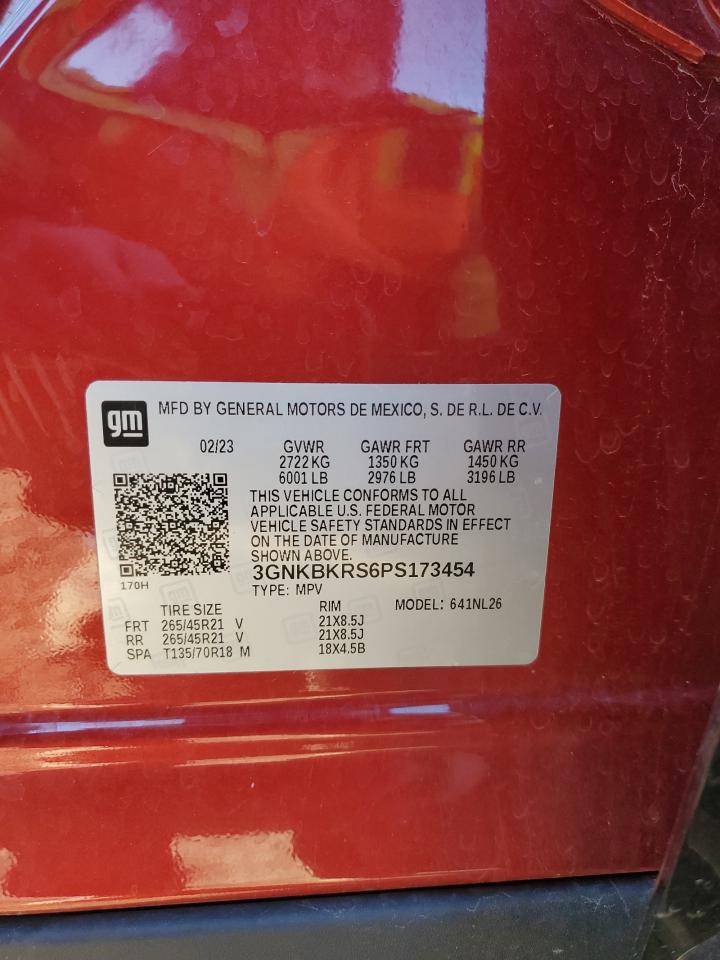 gm MFD BY GENERAL MOTORS DE MEXICO, S. DE R.L. DE C.V.
02/23 GVWR GAWR FRT GAWR RR
2722 KG 1350 KG 1450 KG
6001 LB 2976 LB 3196 LB
THIS VEHICLE CONFORMS TO ALL
APPLICABLE U.S. FEDERAL MOTOR
VEHICLE SAFETY STANDARDS IN EFFECT
ON THE DATE OF MANUFACTURE
SHOWN ABOVE.
170H 3GNKBKRS6PS173454
TYPE: MPV
TIRE SIZE RIM MODEL: 641NL26
FRT 265/45R21 V 21X8.5J
RR 265/45R21 V 21X8.5J
SPA T135/70R18 M 18X4.5B